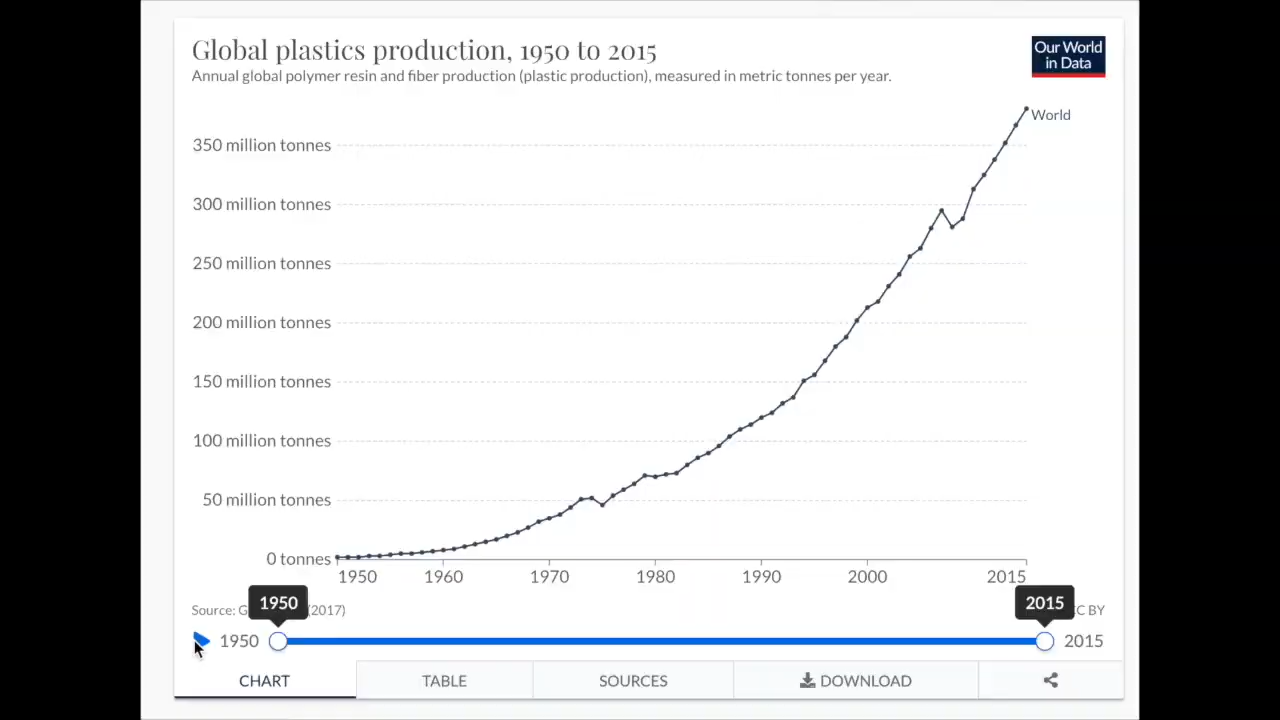 Global plastics production, 1950 to 2015
Annual global polymer resin and fiber production (plastic production), measured in metric tonnes per year.
Our World
in Data
World
350 million tonnes
300 million tonnes
250 million tonnes
200 million tonnes
150 million tonnes
100 million tonnes
50 million tonnes
0 tonnes
1950 1960 1970 1980 1990 2000 2015
1950 2015
Source: (2017) BY
1950 2015
CHART TABLE SOURCES DOWNLOAD